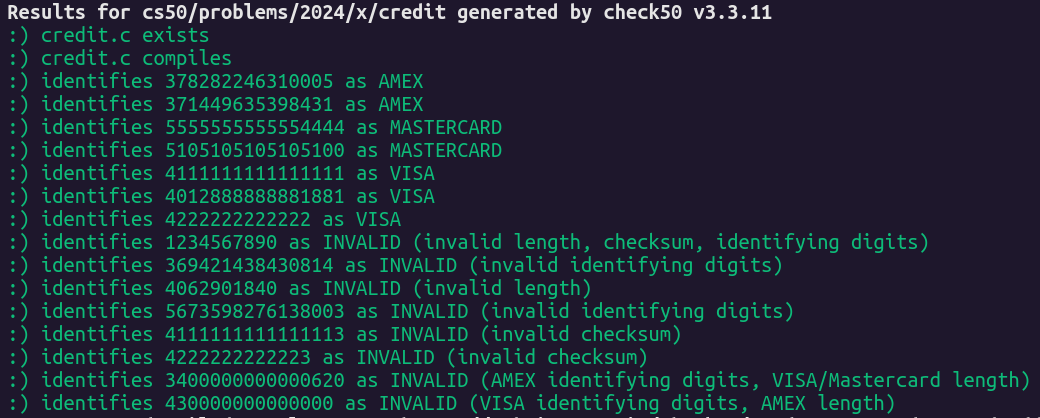 Results for cs50/problems/2024/x/credit generated by check50 v3.3.11
:) credit.c exists
:) credit.c compiles
:) identifies 378282246310005 as AMEX
:) identifies 371449635398431 as AMEX
:) identifies 5555555555554444 as MASTERCARD
:) identifies 5105105105105100 as MASTERCARD
:) identifies 4111111111111111 as VISA
:) identifies 4012888888881881 as VISA
:) identifies 4222222222222 as VISA
:) identifies 1234567890 as INVALID (invalid length, checksum, identifying digits)
:) identifies 369421438430814 as INVALID (invalid identifying digits)
:) identifies 4062901840 as INVALID (invalid length)
:) identifies 5673598276138003 as INVALID (invalid identifying digits)
:) identifies 4111111111111113 as INVALID (invalid checksum)
:) identifies 4222222222223 as INVALID (invalid checksum)
:) identifies 3400000000000620 as INVALID (AMEX identifying digits, VISA/Mastercard length)
:) identifies 430000000000000 as INVALID (VISA identifying digits, AMEX length)